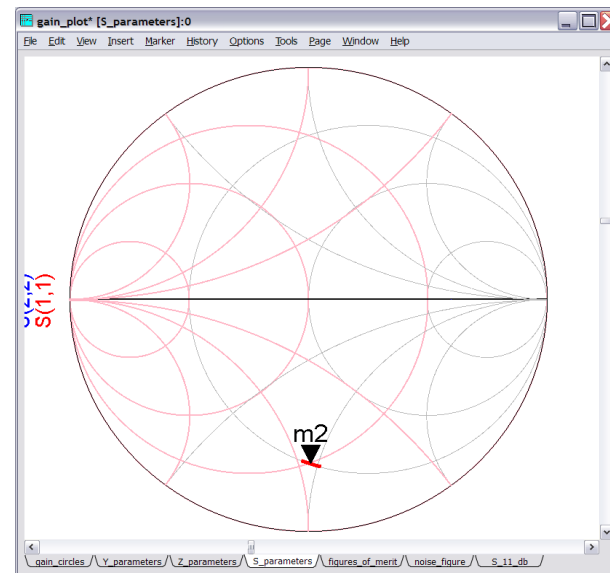 gain_plot* [S_parameters]:0
File Edit View Insert Marker History Options Tools Page Window Help
S(1,1)
m2
gain_circles Y_parameters Z_parameters S_parameters figures_of_merit noise_figure S_11_db